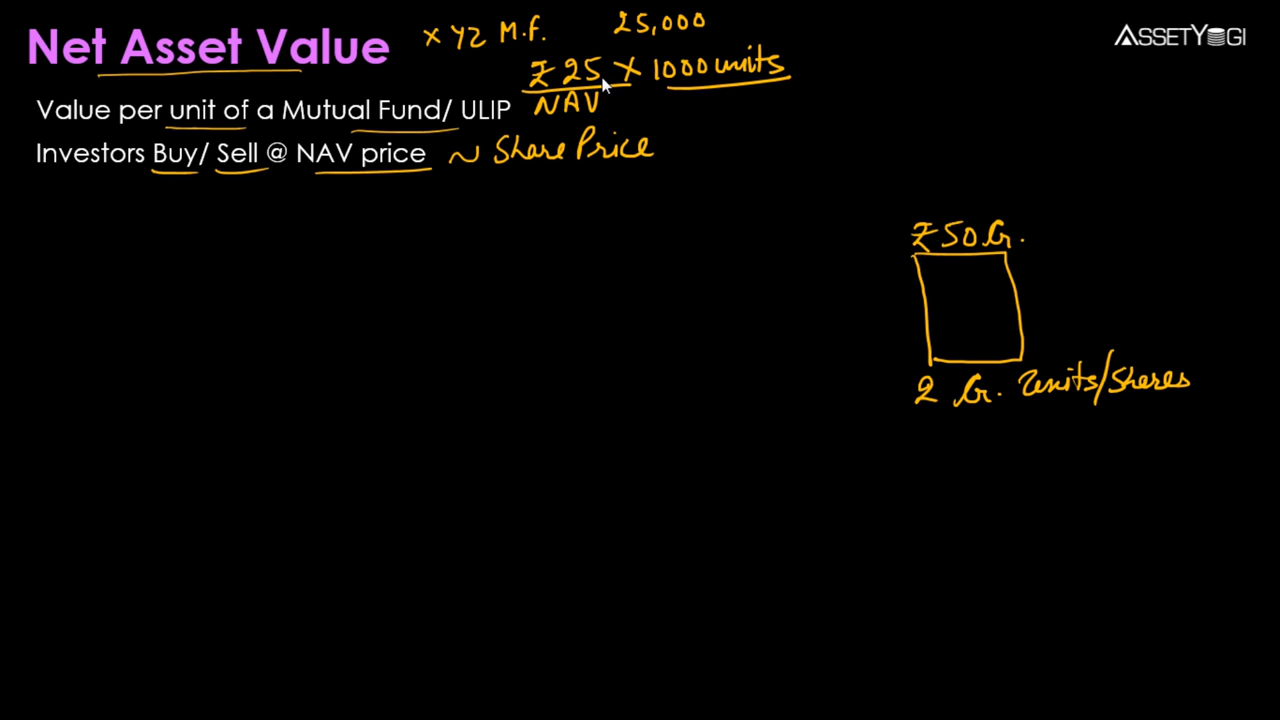 Net Asset Value
XYZ M.F. 25,000
₹25 X 1000 units
NAV
ASSETYOGI
Value per unit of a Mutual Fund/ ULIP
Investors Buy/ Sell @ NAV price ~ Share Price
₹50 Cr.
2 Cr. units/shares